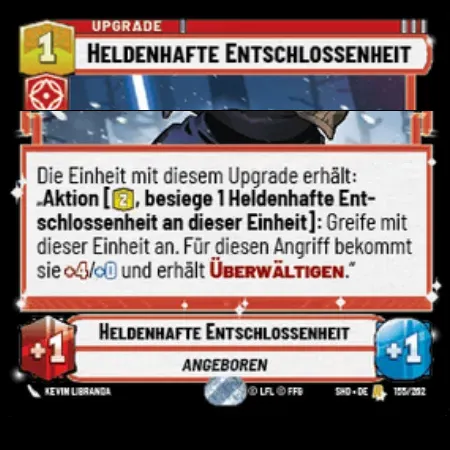 UPGRADE
1 HELDENHAFTE ENTSCHLOSSENHEIT
Die Einheit mit diesem Upgrade erhält:
„Aktion [2, besiege 1 Heldenhafte Ent-
schlossenheit an dieser Einheit]: Greife mit
dieser Einheit an. Für diesen Angriff bekommt
sie +4/+0 und erhält ÜBERWÄLTIGEN.“
+1 HELDENHAFTE ENTSCHLOSSENHEIT +1
ANGEBOREN
KEVIN LIBRANDA © LFL © FFG SHD • DE 155/262